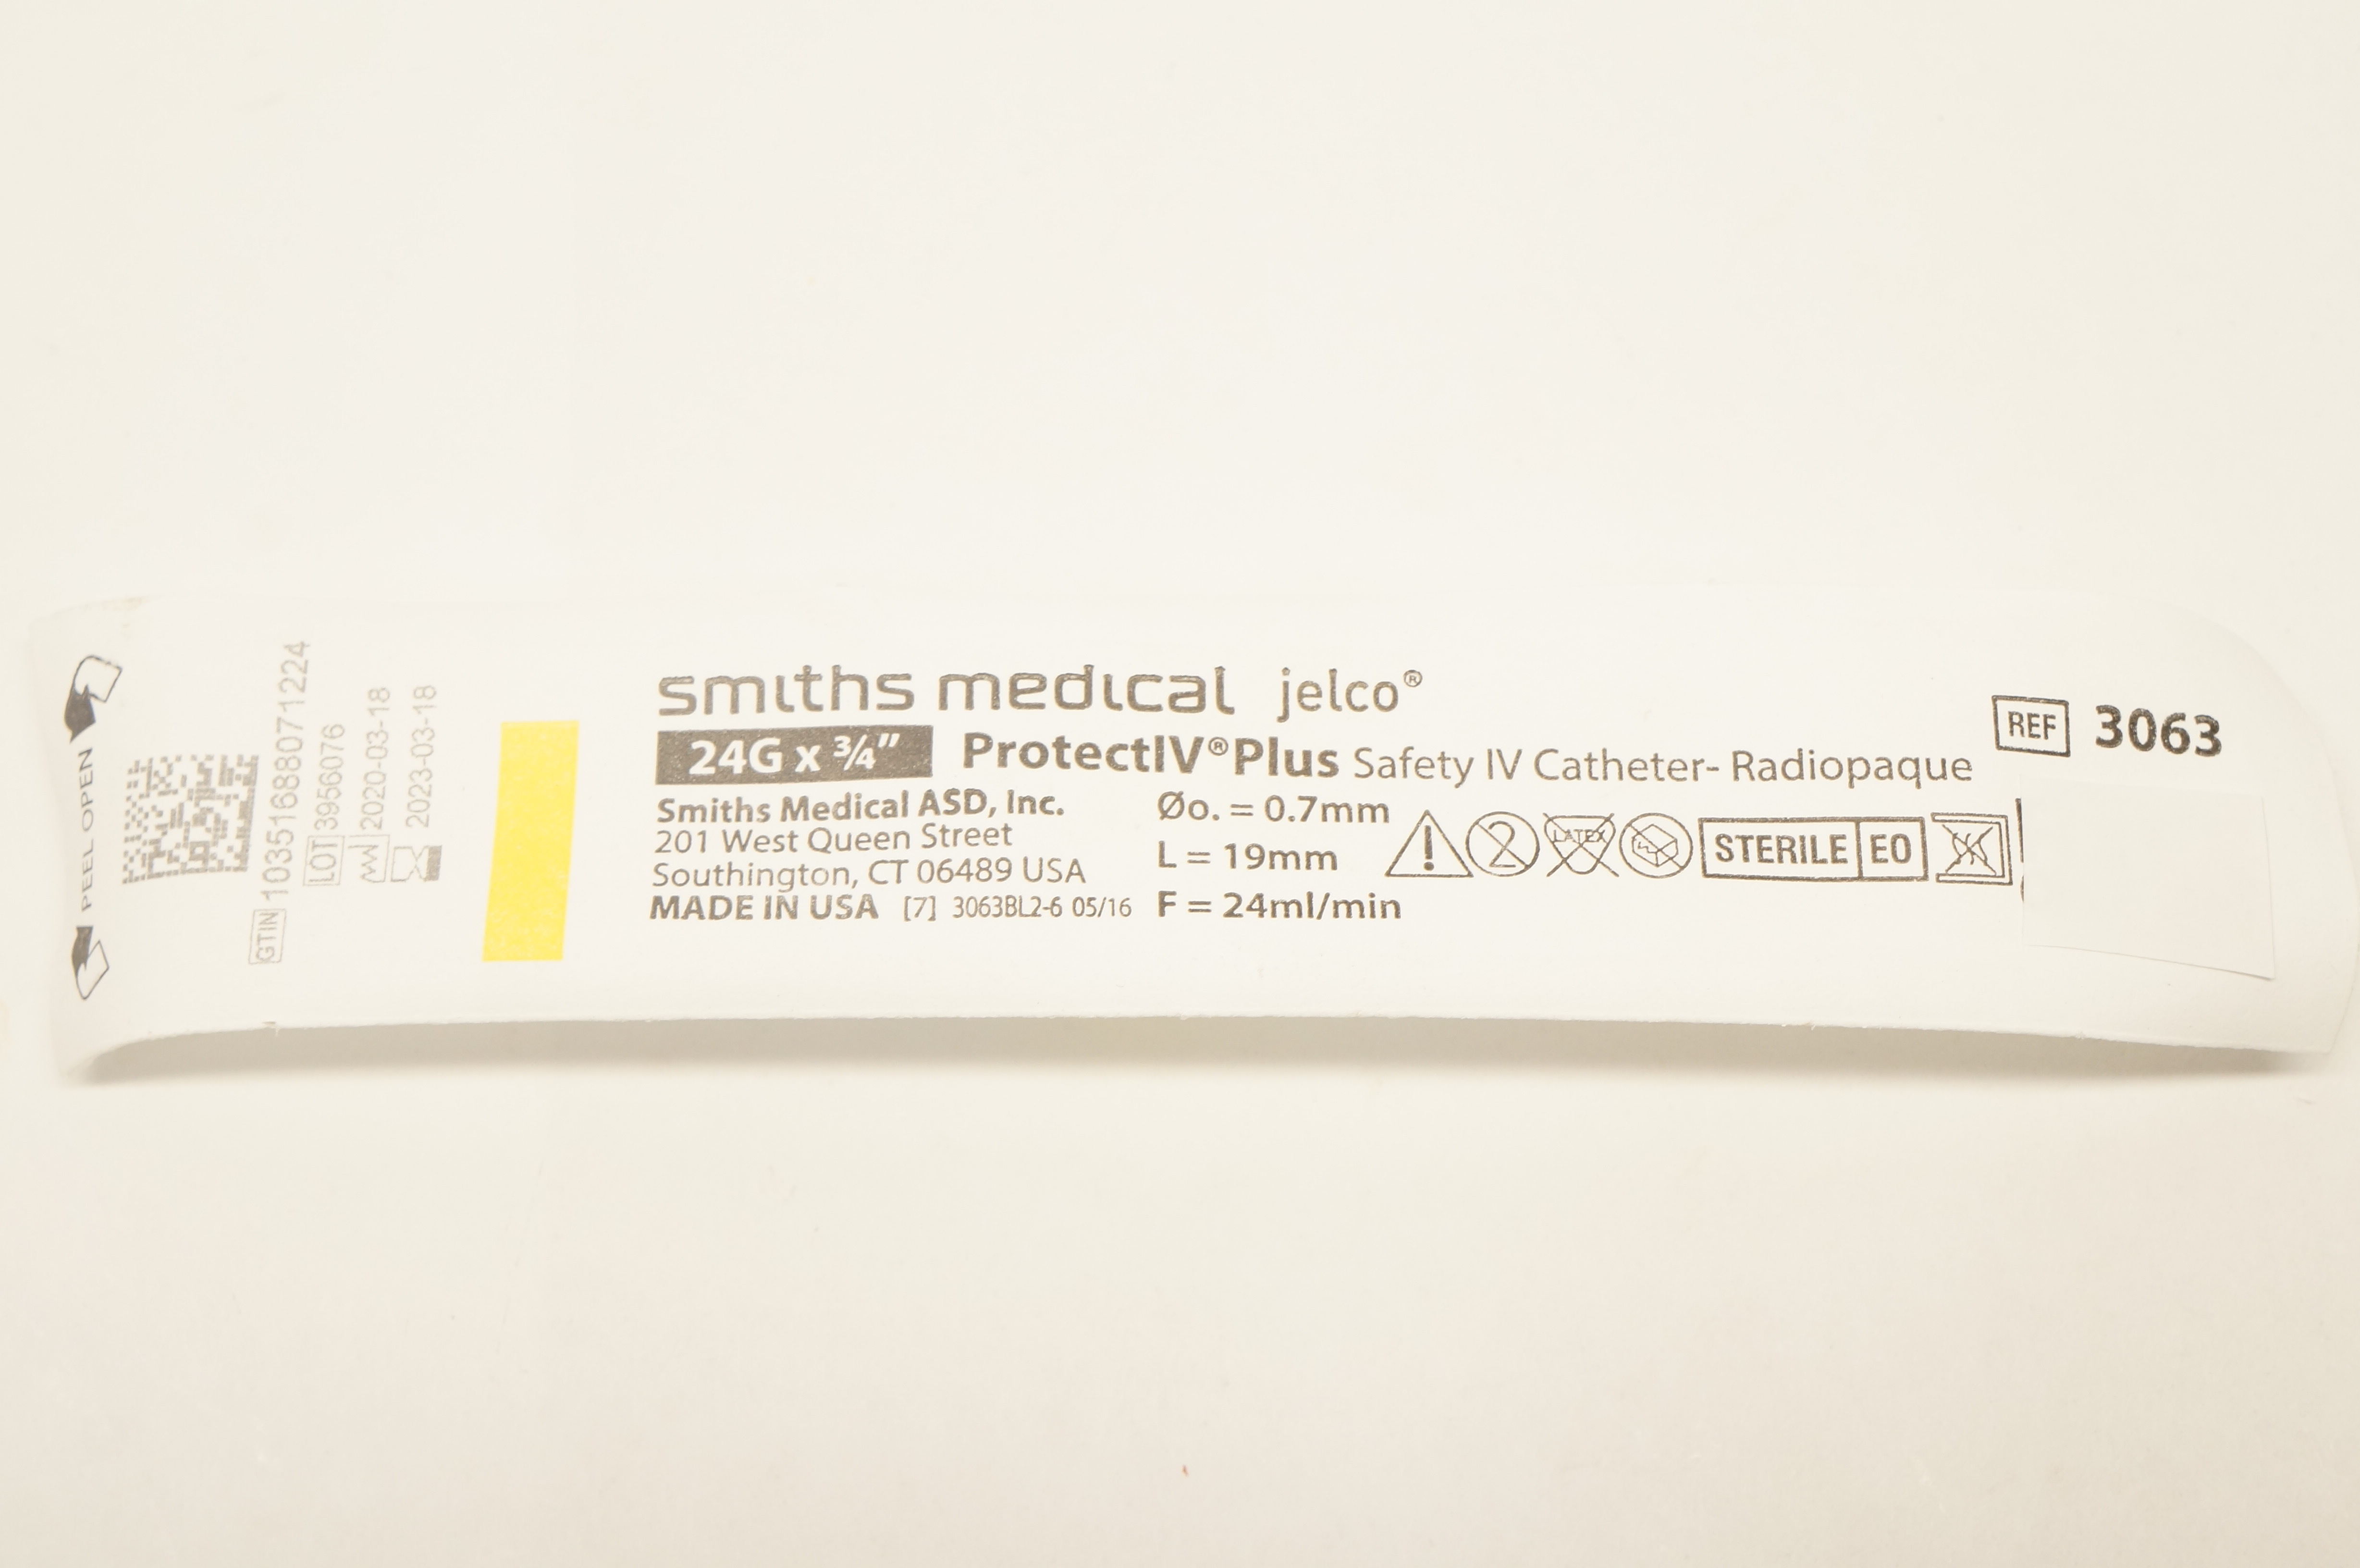 PEEL OPEN
GTIN 10351688071224
LOT 3956076
2020-03-18
2023-03-18
smiths medical jelco®
24G x ¾" ProtectIV® Plus Safety IV Catheter- Radiopaque
REF 3063
Smiths Medical ASD, Inc.
201 West Queen Street
Southington, CT 06489 USA
MADE IN USA [7] 3063BL2-6 05/16
Øo. = 0.7mm
L = 19mm
F = 24ml/min
2
LATEX
STERILE EO